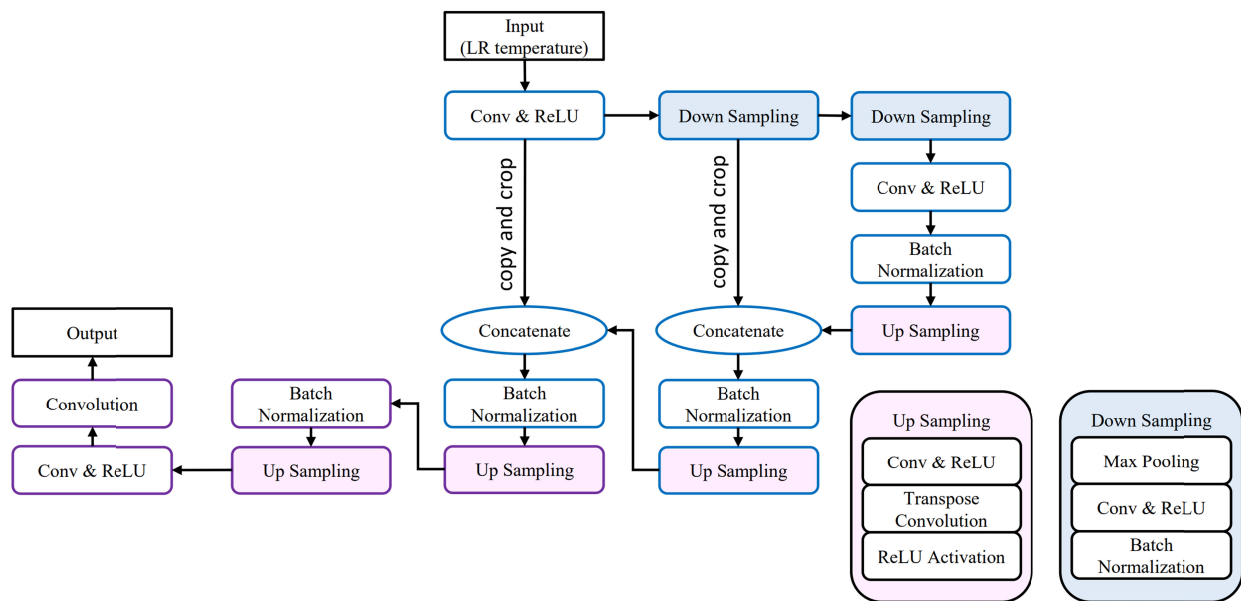 Input
(LR temperature)
Conv & ReLU
Down Sampling
Down Sampling
copy and crop
copy and crop
Conv & ReLU
Batch
Normalization
Output
Concatenate
Concatenate
Up Sampling
Convolution
Batch
Normalization
Batch
Normalization
Batch
Normalization
Conv & ReLU
Up Sampling
Up Sampling
Up Sampling
Up Sampling
Conv & ReLU
Transpose
Convolution
ReLU Activation
Down Sampling
Max Pooling
Conv & ReLU
Batch
Normalization